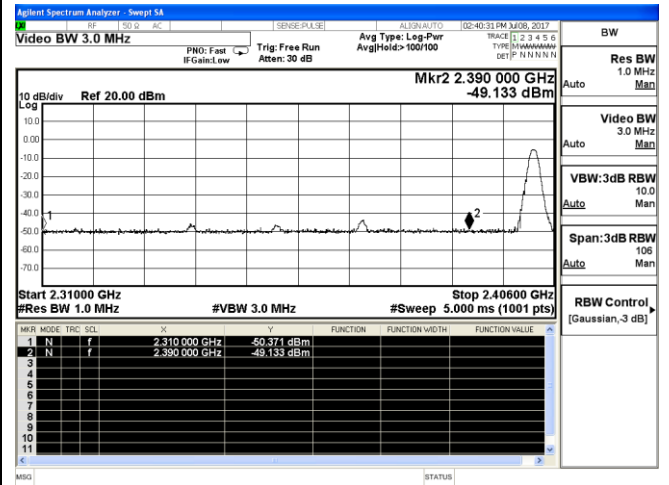 Agilent Spectrum Analyzer - Swept SA
RF 50 Ω AC SENSE:PULSE ALIGN AUTO 02:40:31 PM Jul 08, 2017
Video BW 3.0 MHz
PNO: Fast
IFGain:Low
Trig: Free Run
Atten: 30 dB
Avg Type: Log-Pwr
Avg|Hold:> 100/100
TRACE 1 2 3 4 5 6
TYPE M
DET P N N N N N
Mkr2 2.390 000 GHz
-49.133 dBm
10 dB/div Ref 20.00 dBm
Log
10.0
0.00
-10.0
-20.0
-30.0
-40.0
-50.0
-60.0
-70.0
1
2
Start 2.31000 GHz Stop 2.40600 GHz
#Res BW 1.0 MHz #VBW 3.0 MHz #Sweep 5.000 ms (1001 pts)
MKR MODE TRC SCL X Y FUNCTION FUNCTION WIDTH FUNCTION VALUE
1 N f 2.310 000 GHz -50.371 dBm
2 N f 2.390 000 GHz -49.133 dBm
3
4
5
6
7
8
9
10
11
MSG STATUS
BW
Res BW
1.0 MHz
Auto Man
Video BW
3.0 MHz
Auto Man
VBW:3dB RBW
10.0
Auto Man
Span:3dB RBW
106
Auto Man
RBW Control
[Gaussian,-3 dB]